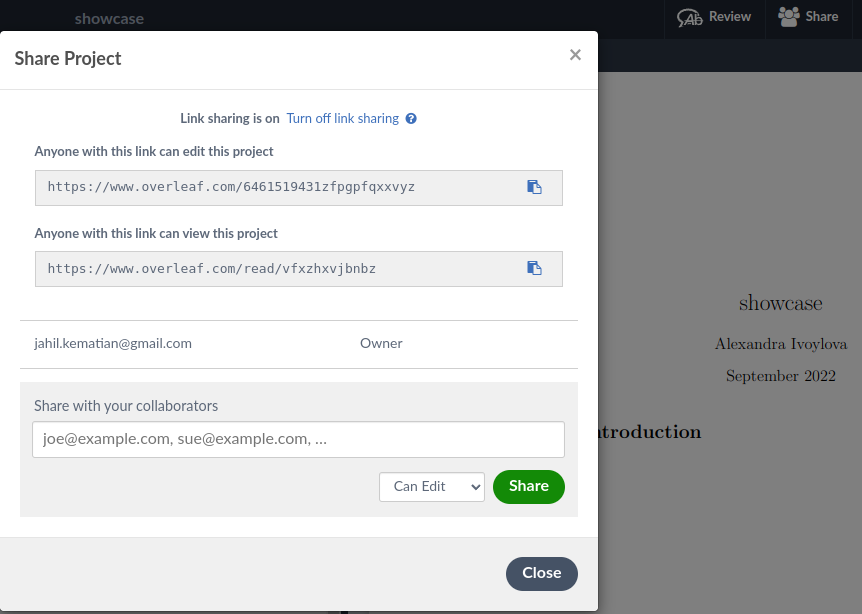 showcase
Review
Share
Share Project
×
Link sharing is on Turn off link sharing ?
Anyone with this link can edit this project
https://www.overleaf.com/6461519431zfpgpfqxxvyz
Anyone with this link can view this project
https://www.overleaf.com/read/vfxzhxvjbnbz
jahil.kematian@gmail.com Owner
Share with your collaborators
joe@example.com, sue@example.com, ...
Can Edit
Share
Close
showcase
Alexandra Ivoylova
September 2022
ntroduction